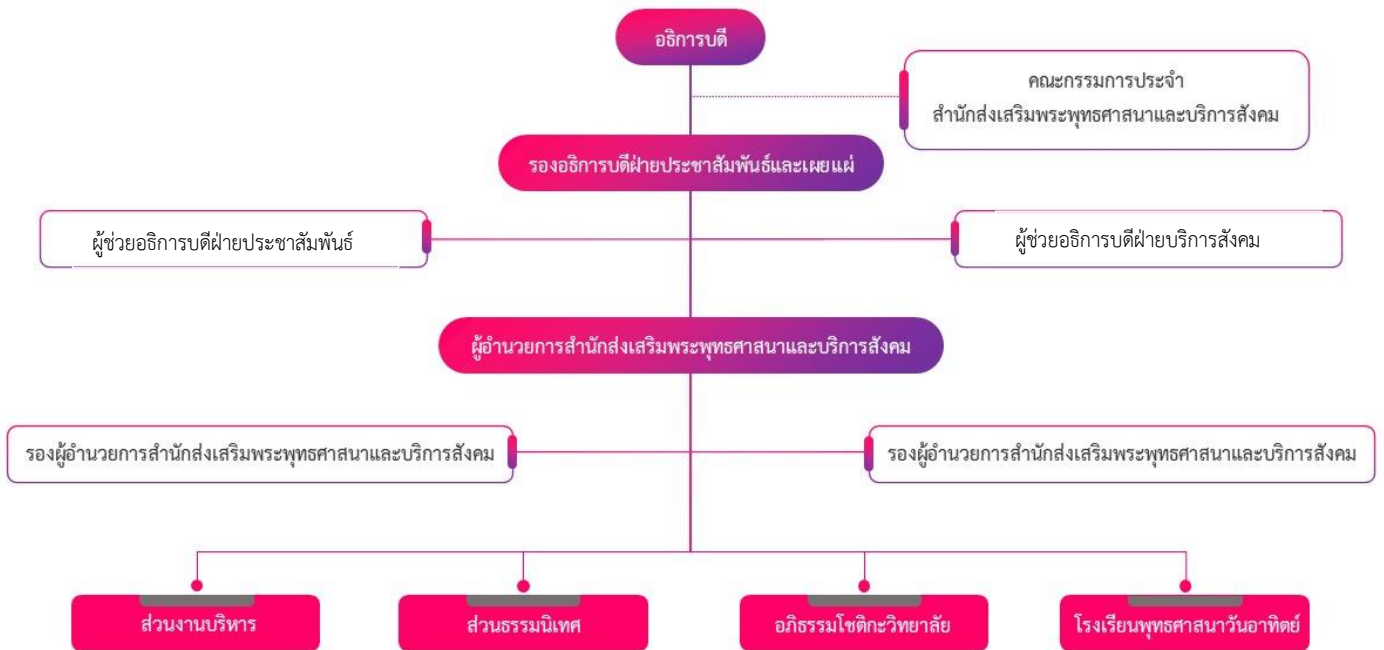 อธิการบดี
คณะกรรมการประจำ
สำนักส่งเสริมพระพุทธศาสนาและบริการสังคม
รองอธิการบดีฝ่ายประชาสัมพันธ์และเผยแผ่
ผู้ช่วยอธิการบดีฝ่ายประชาสัมพันธ์
ผู้ช่วยอธิการบดีฝ่ายบริการสังคม
ผู้อำนวยการสำนักส่งเสริมพระพุทธศาสนาและบริการสังคม
รองผู้อำนวยการสำนักส่งเสริมพระพุทธศาสนาและบริการสังคม
รองผู้อำนวยการสำนักส่งเสริมพระพุทธศาสนาและบริการสังคม
ส่วนงานบริหาร
ส่วนธรรมนิเทศ
อภิธรรมโชติกะวิทยาลัย
โรงเรียนพุทธศาสนาวันอาทิตย์